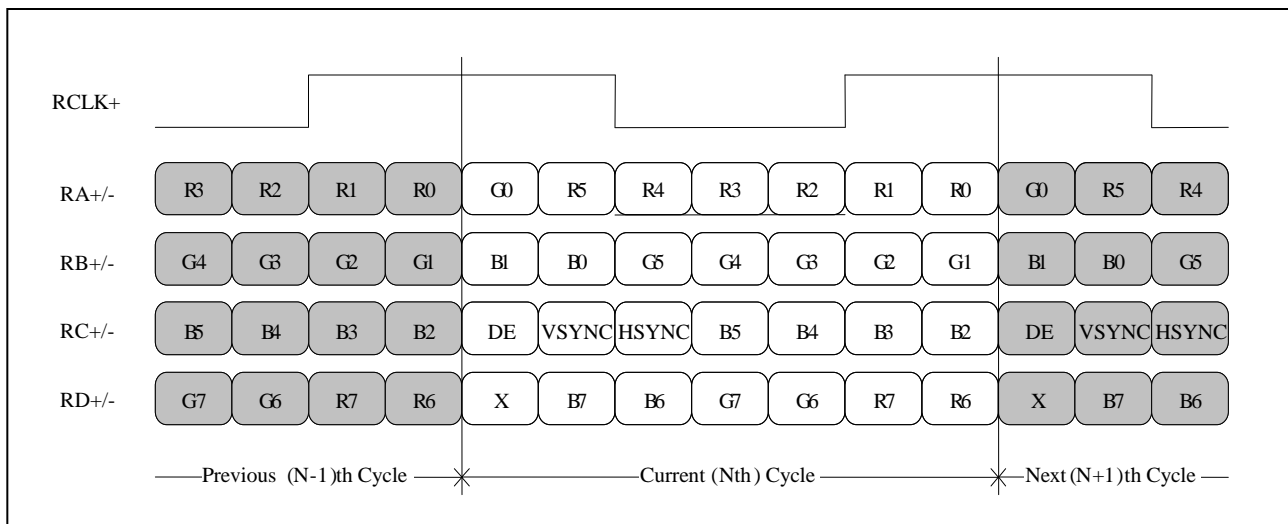 RCLK+
RA+/- R3 R2 R1 R0 G0 R5 R4 R3 R2 R1 R0 G0 R5 R4
RB+/- G4 G3 G2 G1 B1 B0 G5 G4 G3 G2 G1 B1 B0 G5
RC+/- B5 B4 B3 B2 DE VSYNC HSYNC B5 B4 B3 B2 DE VSYNC HSYNC
RD+/- G7 G6 R7 R6 X B7 B6 G7 G6 R7 R6 X B7 B6
Previous (N-1)th Cycle Current (Nth) Cycle Next (N+1)th Cycle